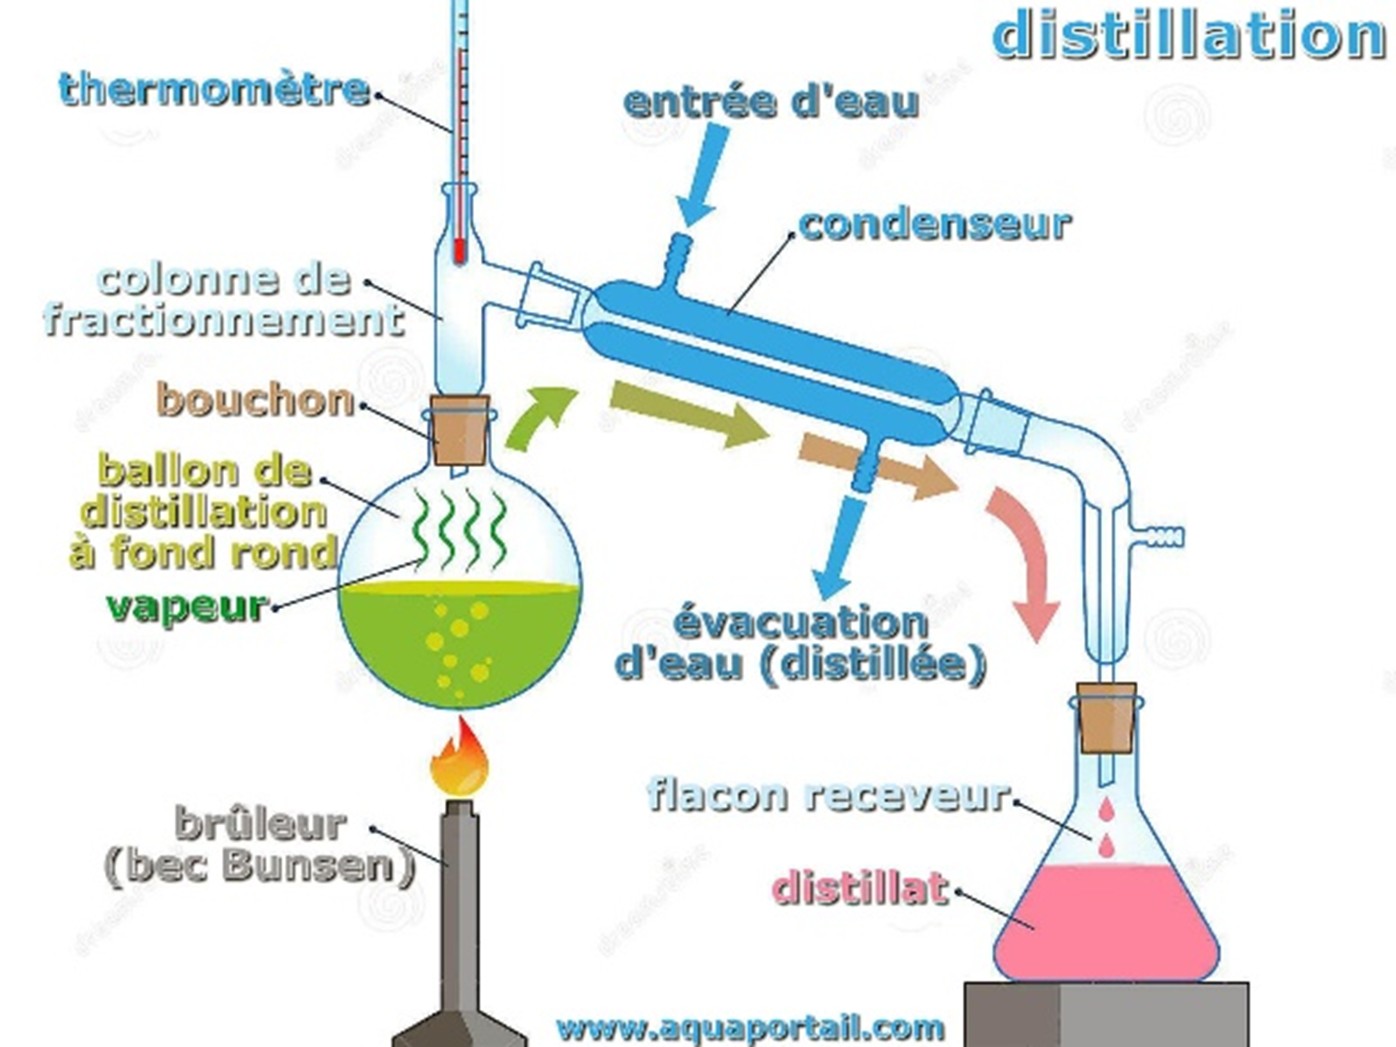 distillation
thermomètre
entrée d'eau
condenseur
colonne de
fractionnement
bouchon
ballon de
distillation
à fond rond
vapeur
évacuation
d'eau (distillée)
flacon receveur
brûleur
(bec Bunsen)
distillat
www.aquaportail.com